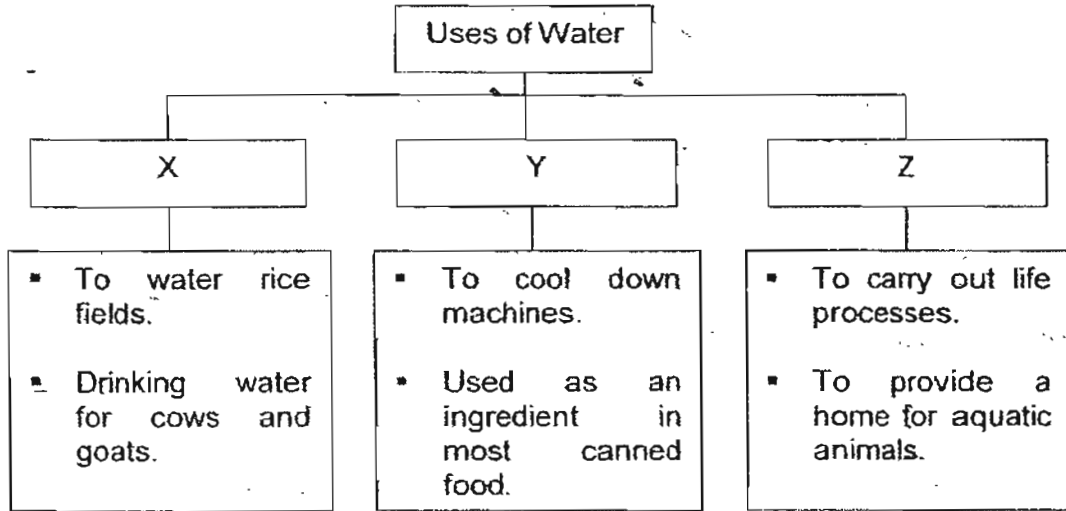 Uses of Water
X
Y
Z
▪ To water rice
fields.
▪ Drinking water
for cows and
goats.
▪ To cool down
machines.
▪ Used as an
ingredient in
most canned
food.
▪ To carry out life
processes.
▪ To provide a
home for aquatic
animals.